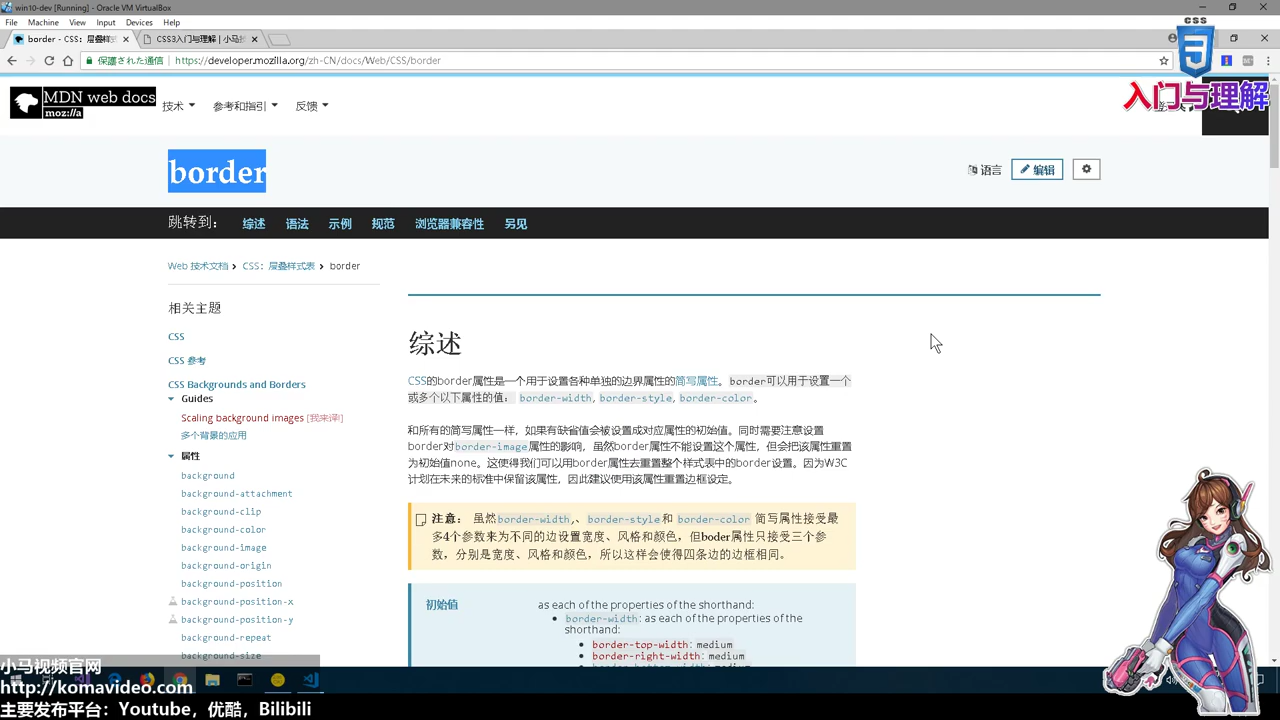 win10-dev [Running] - Oracle VM VirtualBox
File Machine View Input Devices Help
border - CSS：层叠样式
CSS3入门与理解 | 小马
保護された通信 | https://developer.mozilla.org/zh-CN/docs/Web/CSS/border
CSS
入门与理解
MDN web docs
moz://a
技术 参考和指引 反馈
border
语言 编辑
跳转到： 综述 语法 示例 规范 浏览器兼容性 另见
Web 技术文档 CSS：层叠样式表 border
相关主题
CSS
CSS 参考
CSS Backgrounds and Borders
Guides
Scaling background images [我来译!]
多个背景的应用
属性
background
background-attachment
background-clip
background-color
background-image
background-origin
background-position
background-position-x
background-position-y
background-repeat
background-size
综述
CSS的border属性是一个用于设置各种单独的边界属性的简写属性。border可以用于设置一个
或多个以下属性的值： border-width, border-style, border-color。
和所有的简写属性一样，如果有缺省值会被设置成对应属性的初始值。同时需要注意设置
border对border-image属性的影响，虽然border属性不能设置这个属性，但会把该属性重置
为初始值none。这使得我们可以用border属性去重置整个样式表中的border设置。因为W3C
计划在未来的标准中保留该属性，因此建议使用该属性重置边框设定。
注意： 虽然border-width,、border-style和 border-color 简写属性接受最
多4个参数来为不同的边设置宽度、风格和颜色，但boder属性只接受三个参
数，分别是宽度、风格和颜色，所以这样会使得四条边的边框相同。
初始值
as each of the properties of the shorthand:
border-width: as each of the properties of the
shorthand:
border-top-width: medium
border-right-width: medium
小马视频官网
http://komavideo.com
主要发布平台：Youtube，优酷，Bilibili